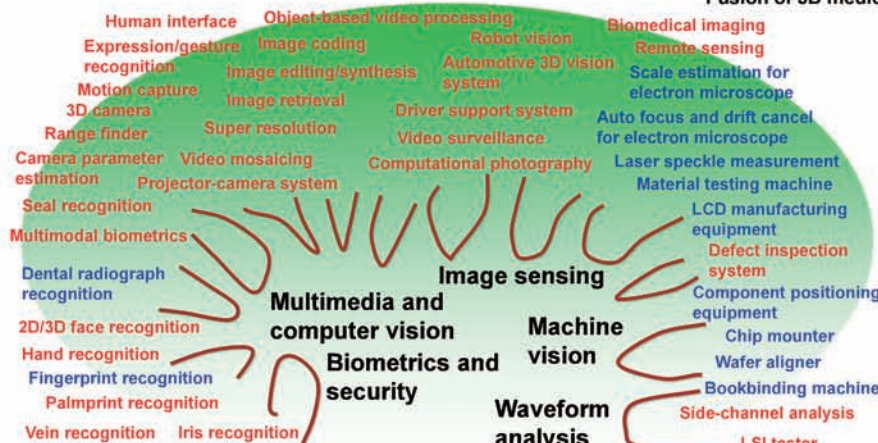 Fusion of 3D medic
Human interface
Object-based video processing
Biomedical imaging
Expression/gesture
recognition
Image coding
Robot vision
Remote sensing
Motion capture
Image editing/synthesis
Automotive 3D vision
system
Scale estimation for
electron microscope
3D camera
Image retrieval
Driver support system
Auto focus and drift cancel
for electron microscope
Range finder
Super resolution
Video surveillance
Camera parameter
estimation
Video mosaicing
Computational photography
Laser speckle measurement
Projector-camera system
Material testing machine
Seal recognition
LCD manufacturing
equipment
Multimodal biometrics
Defect inspection
system
Dental radiograph
recognition
Image sensing
Component positioning
equipment
Multimedia and
computer vision
2D/3D face recognition
Machine
vision
Chip mounter
Hand recognition
Biometrics and
security
Wafer aligner
Fingerprint recognition
Bookbinding machine
Palmprint recognition
Waveform
analysis
Side-channel analysis
Vein recognition
Iris recognition
LSI tester